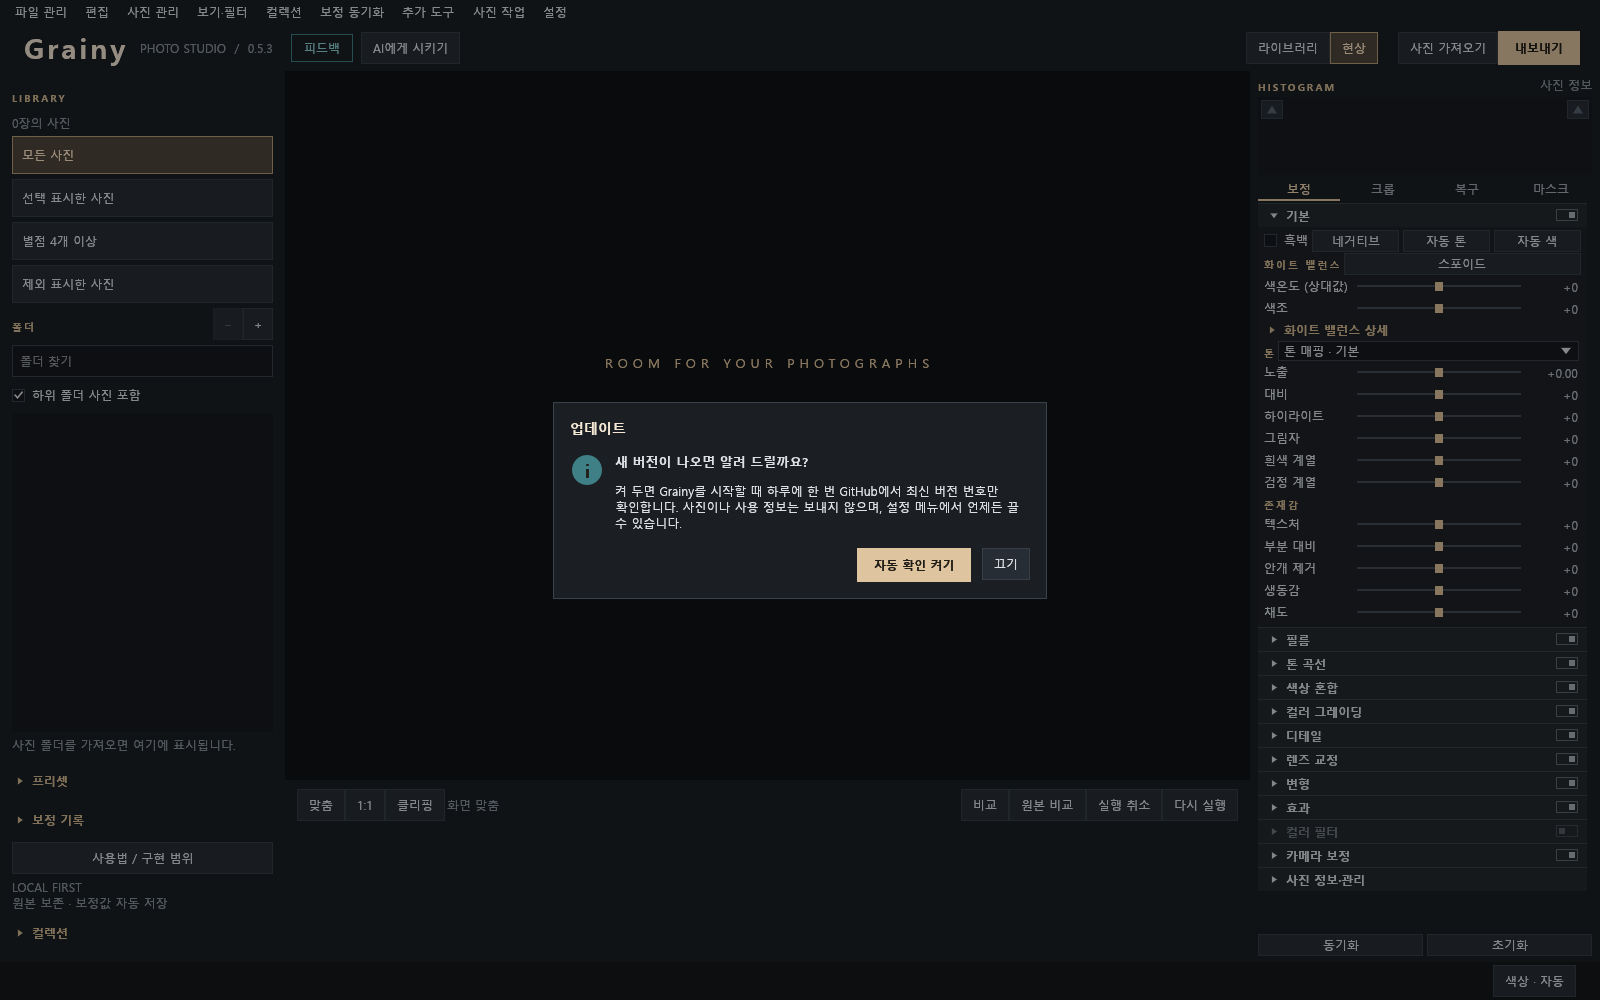 파일 관리 편집 사진 관리 보기·필터 컬렉션 보정 동기화 추가 도구 사진 작업 설정
Grainy PHOTO STUDIO / 0.5.3 피드백 AI에게 시키기 라이브러리 현상 사진 가져오기 내보내기
LIBRARY
0장의 사진
모든 사진
선택 표시한 사진
별점 4개 이상
제외 표시한 사진
폴더 − +
폴더 찾기
하위 폴더 사진 포함
사진 폴더를 가져오면 여기에 표시됩니다.
프리셋
보정 기록
사용법 / 구현 범위
LOCAL FIRST
원본 보존 · 보정값 자동 저장
컬렉션
ROOM FOR YOUR PHOTOGRAPHS
업데이트
새 버전이 나오면 알려 드릴까요?
켜 두면 Grainy를 시작할 때 하루에 한 번 GitHub에서 최신 버전 번호만
확인합니다. 사진이나 사용 정보는 보내지 않으며, 설정 메뉴에서 언제든 끌
수 있습니다.
자동 확인 켜기 끄기
맞춤 1:1 클리핑 화면 맞춤 비교 원본 비교 실행 취소 다시 실행
HISTOGRAM 사진 정보
보정 크롭 복구 마스크
기본
흑백 네거티브 자동 톤 자동 색
화이트 밸런스 스포이드
색온도 (상대값) +0
색조 +0
화이트 밸런스 상세
톤 톤 매핑 · 기본
노출 +0.00
대비 +0
하이라이트 +0
그림자 +0
흰색 계열 +0
검정 계열 +0
존재감
텍스처 +0
부분 대비 +0
안개 제거 +0
생동감 +0
채도 +0
필름
톤 곡선
색상 혼합
컬러 그레이딩
디테일
렌즈 교정
변형
효과
컬러 필터
카메라 보정
사진 정보·관리
동기화 초기화
색상 · 자동